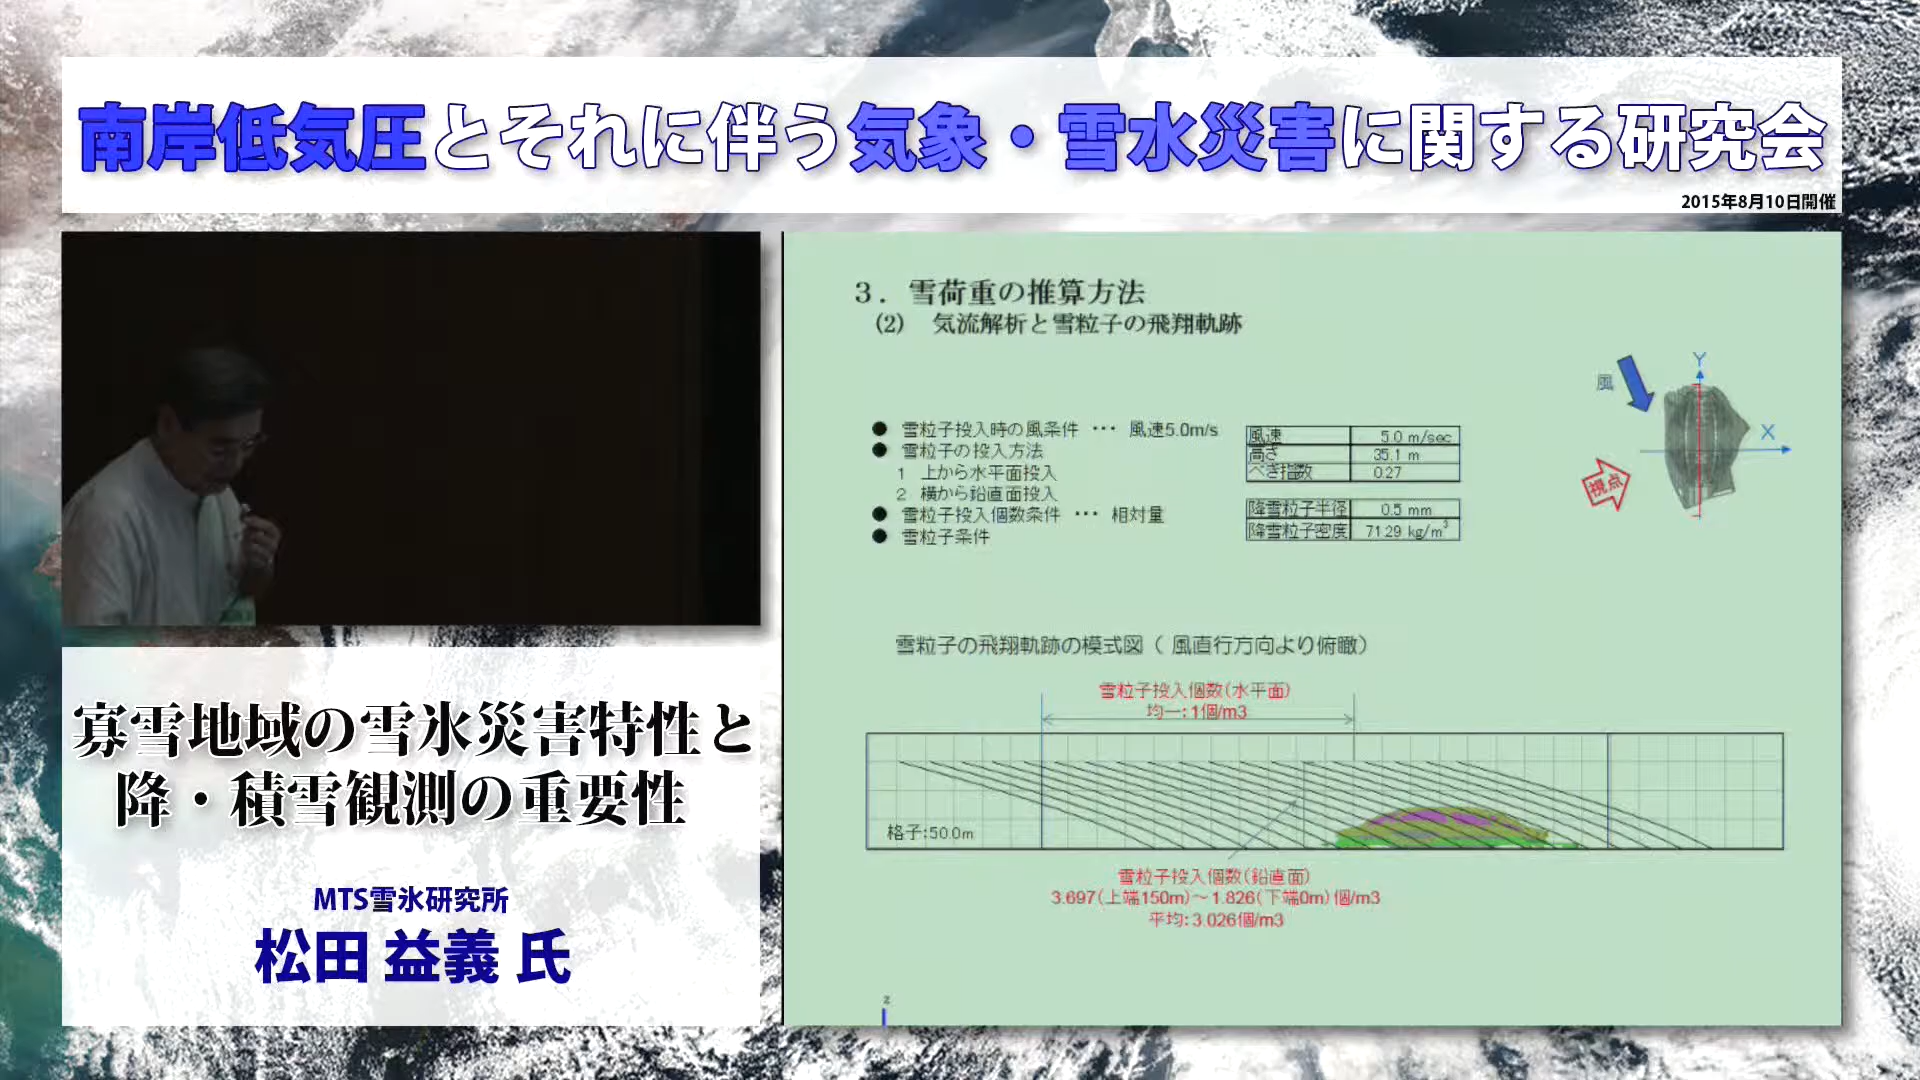 南岸低気圧とそれに伴う気象・雪氷災害に関する研究会
2015年8月10日開催
寡雪地域の雪氷災害特性と
降・積雪観測の重要性
MTS雪氷研究所
松田 益義 氏
3．雪荷重の推算方法
(2) 気流解析と雪粒子の飛翔軌跡
● 雪粒子投入時の風条件 ･･･ 風速5.0m/s
● 雪粒子の投入方法
1 上から水平面投入
2 横から鉛直面投入
● 雪粒子投入個数条件 ･･･ 相対量
● 雪粒子条件
風速 5.0 m/sec
高さ 35.1 m
べき指数 0.27
降雪粒子半径 0.5 mm
降雪粒子密度 71.29 kg/m3
風
Y
X
視点
雪粒子の飛翔軌跡の模式図（ 風直行方向より俯瞰）
雪粒子投入個数(水平面)
均一：1個/m3
格子：50.0m
雪粒子投入個数(鉛直面)
3.697(上端150m)～1.826(下端0m)個/m3
平均：3.026個/m3
z